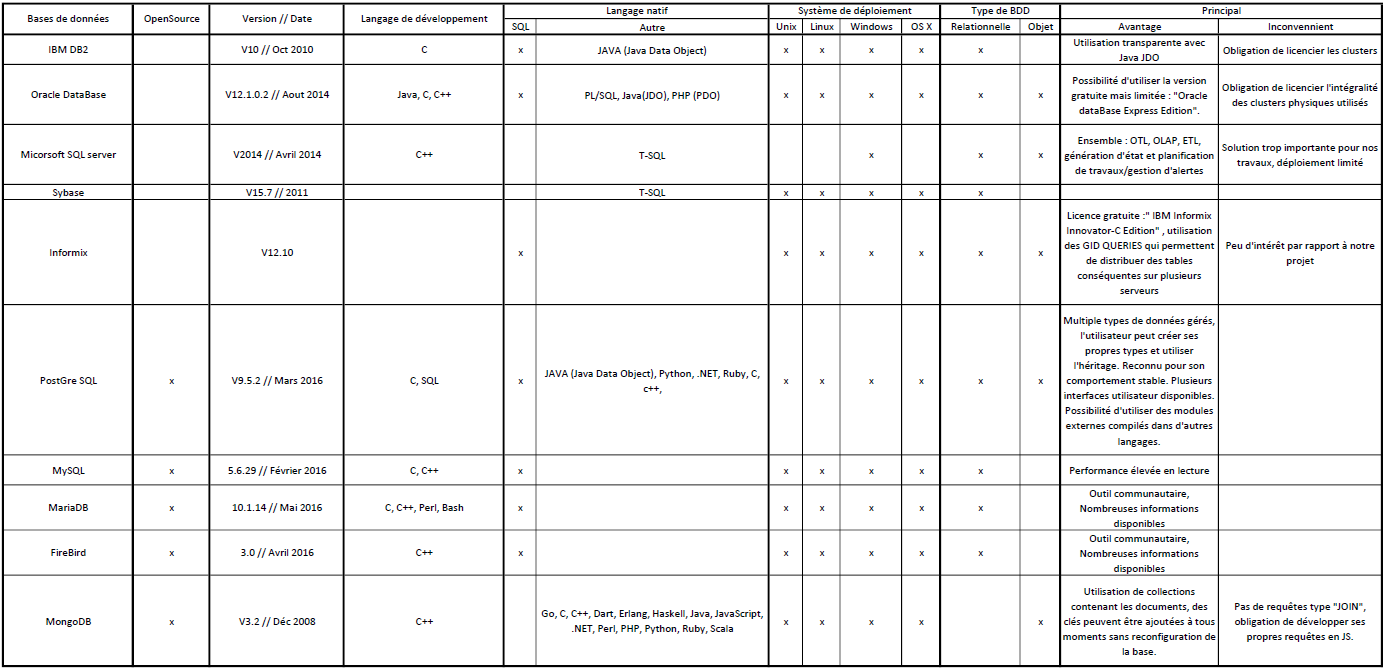 Bases de données
OpenSource
Version // Date
Langage de développement
Langage natif
Système de déploiement
Type de BDD
Principal
SQL
Autre
Unix
Linux
Windows
OS X
Relationnelle
Objet
Avantage
Inconvennient
IBM DB2
V10 // Oct 2010
C
x
JAVA (Java Data Object)
x
x
x
x
x
Utilisation transparente avec
Java JDO
Obligation de licencier les clusters
Oracle DataBase
V12.1.0.2 // Aout 2014
Java, C, C++
x
PL/SQL, Java(JDO), PHP (PDO)
x
x
x
x
x
x
Possibilité d'utiliser la version
gratuite mais limitée : "Oracle
dataBase Express Edition".
Obligation de licencier l'intégralité
des clusters physiques utilisés
Micorsoft SQL server
V2014 // Avril 2014
C++
T-SQL
x
x
x
Ensemble : OTL, OLAP, ETL,
génération d'état et planification
de travaux/gestion d'alertes
Solution trop importante pour nos
travaux, déploiement limité
Sybase
V15.7 // 2011
T-SQL
x
x
x
x
x
Informix
V12.10
x
x
x
x
x
x
x
Licence gratuite :" IBM Informix
Innovator-C Edition" , utilisation
des GID QUERIES qui permettent
de distribuer des tables
conséquentes sur plusieurs
serveurs
Peu d'intérêt par rapport à notre
projet
PostGre SQL
x
V9.5.2 // Mars 2016
C, SQL
x
JAVA (Java Data Object), Python, .NET, Ruby, C,
c++,
x
x
x
x
x
x
Multiple types de données gérés,
l'utilisateur peut créer ses
propres types et utiliser
l'héritage. Reconnu pour son
comportement stable. Plusieurs
interfaces utilisateur disponibles.
Possibilité d'utiliser des modules
externes compilés dans d'autres
langages.
MySQL
x
5.6.29 // Février 2016
C, C++
x
x
x
x
x
x
Performance élevée en lecture
MariaDB
x
10.1.14 // Mai 2016
C, C++, Perl, Bash
x
x
x
x
x
x
Outil communautaire,
Nombreuses informations
disponibles
FireBird
x
3.0 // Avril 2016
C++
x
x
x
x
x
x
Outil communautaire,
Nombreuses informations
disponibles
MongoDB
x
V3.2 // Déc 2008
C++
Go, C, C++, Dart, Erlang, Haskell, Java, JavaScript,
.NET, Perl, PHP, Python, Ruby, Scala
x
x
x
x
x
Utilisation de collections
contenant les documents, des
clés peuvent être ajoutées à tous
moments sans reconfiguration de
la base.
Pas de requêtes type "JOIN",
obligation de développer ses
propres requêtes en JS.